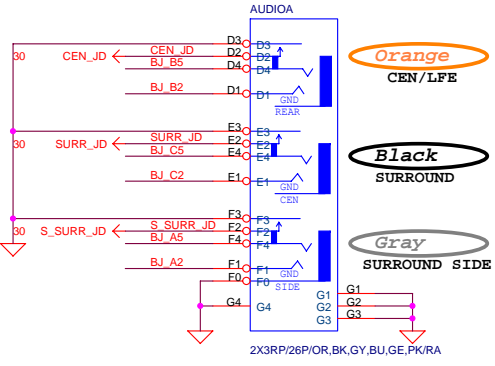 AUDIOA
D3 D3
30 CEN_JD CEN_JD D2 D2
BJ_B5 D4 D4
Orange
CEN/LFE
BJ_B2 D1 D1 GND
REAR
E3 E3
30 SURR_JD SURR_JD E2 E2
BJ_C5 E4 E4
Black
SURROUND
BJ_C2 E1 E1 GND
CEN
F3 F3
30 S_SURR_JD S_SURR_JD F2 F2
BJ_A5 F4 F4
Gray
SURROUND SIDE
BJ_A2 F1 F1 GND
F0 F0 SIDE
G1 G1
G4 G4 G2 G2
G3 G3
2X3RP/26P/OR,BK,GY,BU,GE,PK/RA